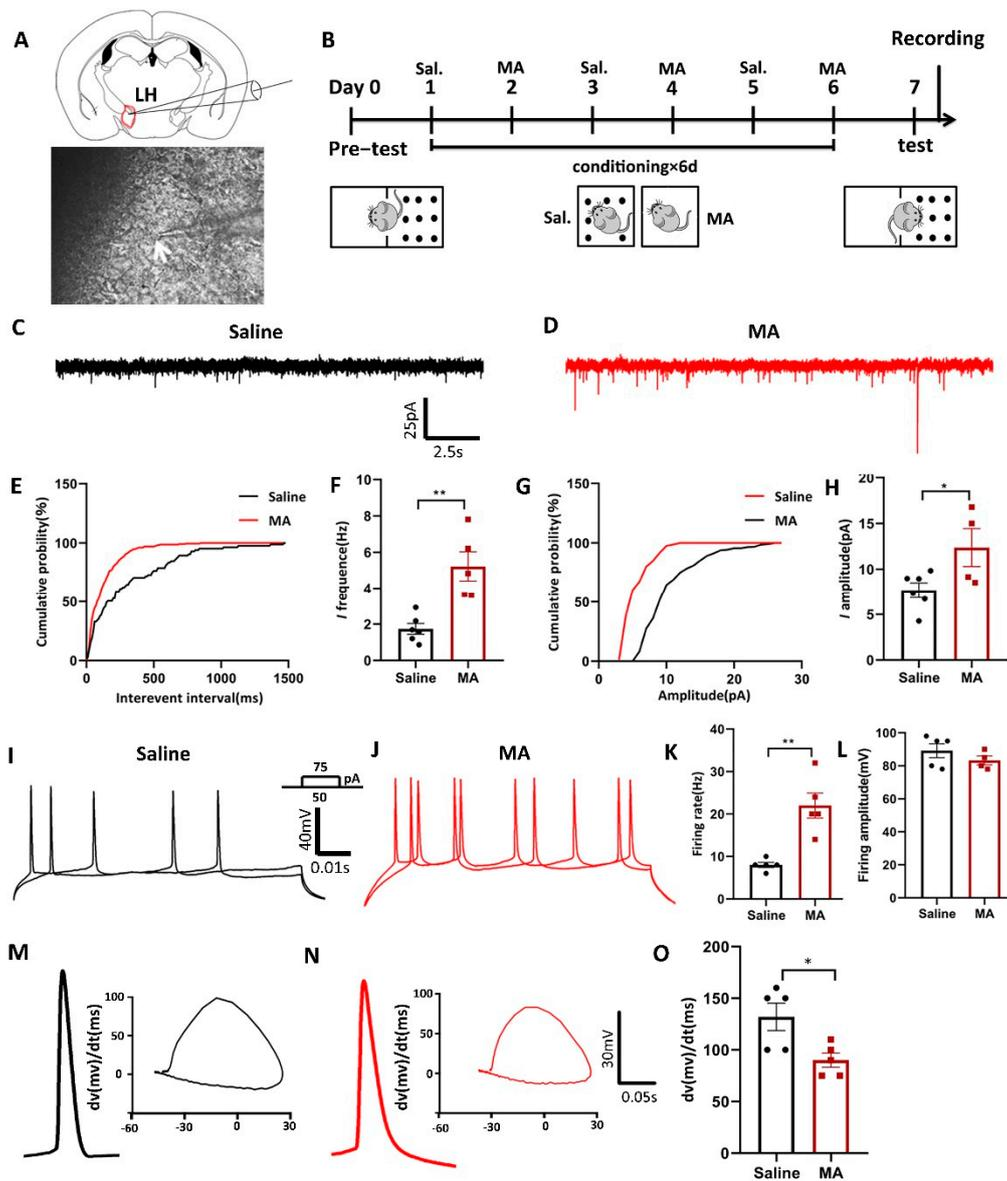 A
LH
B
Recording
Sal. MA Sal. MA Sal. MA
Day 0 1 2 3 4 5 6 7
Pre–test
test
conditioning×6d
Sal.
MA
C
Saline
25pA
2.5s
D
MA
E
Cumulative probility(%)
150
100
50
0
Saline
MA
0 500 1000 1500
Interevent interval(ms)
F
I frequence(Hz)
10
8
6
4
2
0
**
Saline MA
G
Cumulative probility(%)
150
100
50
0
Saline
MA
0 10 20 30
Amplitude(pA)
H
I amplitude(pA)
20
15
10
5
0
*
Saline MA
I
Saline
75
pA
50
40mV
0.01s
J
MA
K
Firing rate(Hz)
40
30
20
10
0
**
Saline MA
L
Firing amplitude(mV)
100
80
60
40
20
0
Saline MA
M
dv(mv)/dt(ms)
100
50
0
-60 -30 0 30
N
dv(mv)/dt(ms)
100
50
0
-60 -30 0 30
30mV
0.05s
O
dv(mv)/dt(ms)
200
150
100
50
0
*
Saline MA